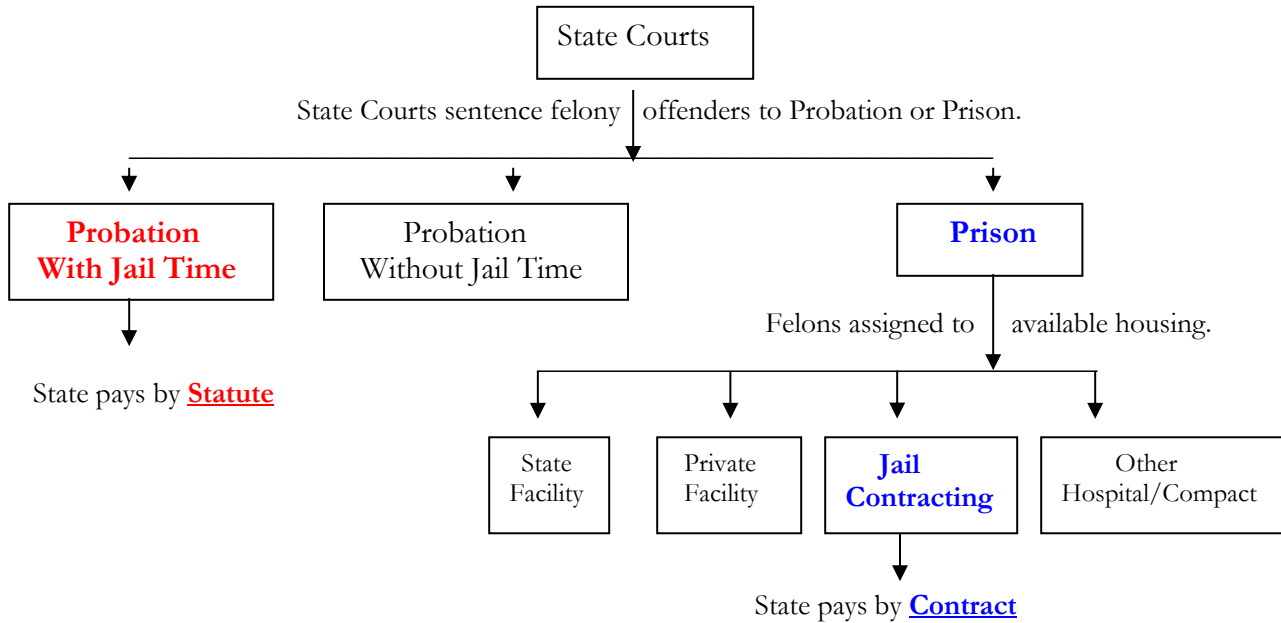 State Courts
State Courts sentence felony offenders to Probation or Prison.
Probation
With Jail Time
Probation
Without Jail Time
Prison
Felons assigned to available housing.
State pays by Statute
State
Facility
Private
Facility
Jail
Contracting
Other
Hospital/Compact
State pays by Contract